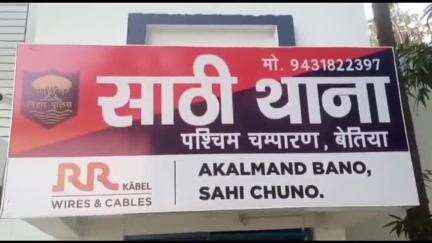 मो. 9431822397
बिहार पुलिस
साठी थाना
पश्चिम चम्पारण, बेतिया
RR KABEL
WIRES & CABLES
AKALMAND BANO,
SAHI CHUNO.